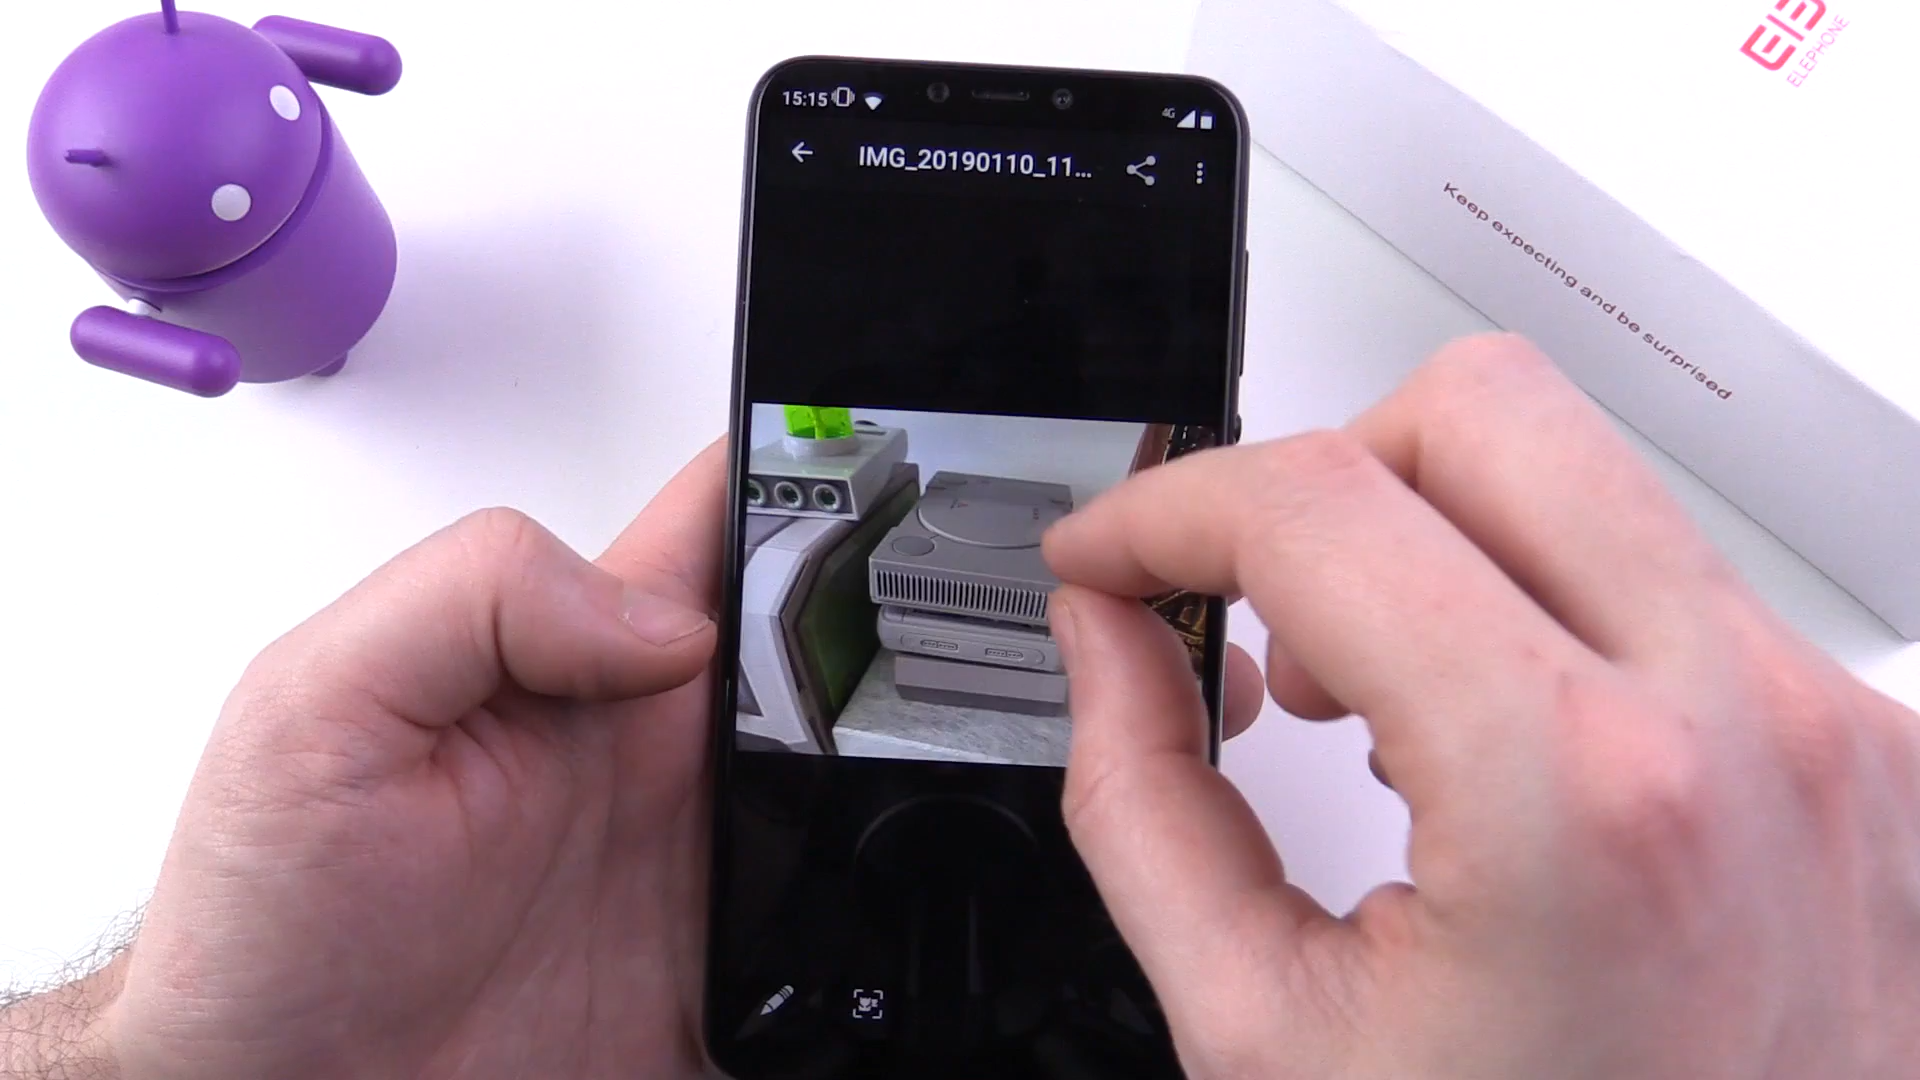 15:15
4G
IMG_20190110_11...
ELEPHONE
Keep expecting and be surprised